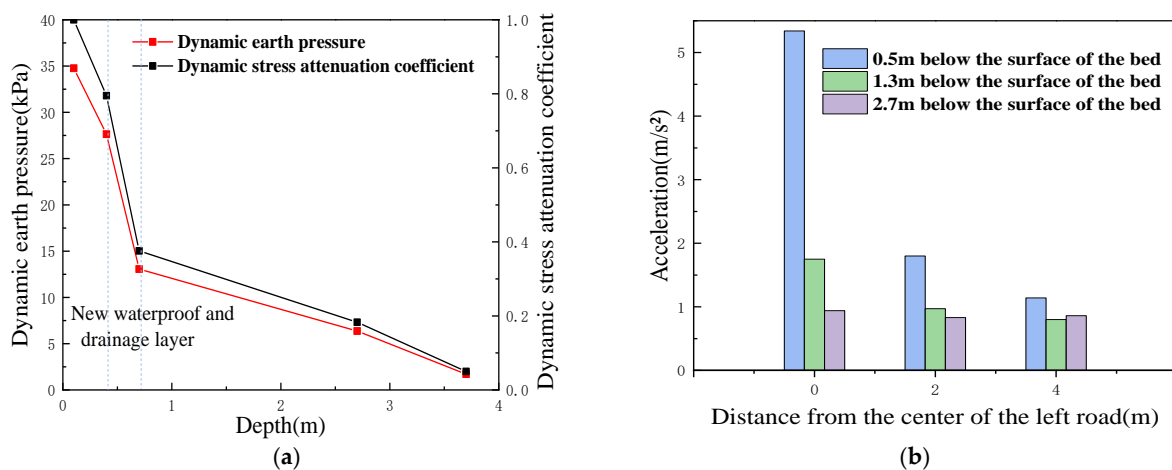 40
35
30
25
20
15
10
5
0
Dynamic earth pressure(kPa)
Dynamic earth pressure
Dynamic stress attenuation coefficient
New waterproof and
drainage layer
1.0
0.8
0.6
0.4
0.2
0.0
Dynamic stress attenuation coefficient
0 1 2 3 4
Depth(m)
(a)
5
4
3
2
1
0
Acceleration(m/s²)
0.5m below the surface of the bed
1.3m below the surface of the bed
2.7m below the surface of the bed
0 2 4
Distance from the center of the left road(m)
(b)